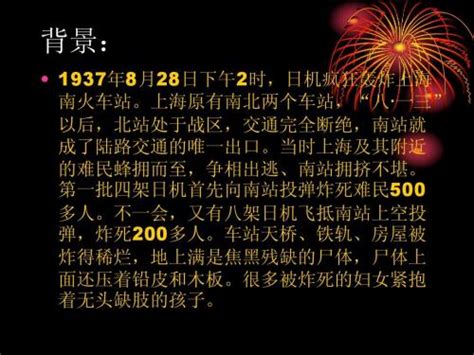 背景：
• 1937年8月28日下午2时，日机疯狂轰炸上海
南火车站。上海原有南北两个车站，“八·一三”
以后，北站处于战区，交通完全断绝，南站就
成了陆路交通的唯一出口。当时上海及其附近
的难民蜂拥而至，争相出逃、南站拥挤不堪。
第一批四架日机首先向南站投弹炸死难民500
多人。不一会，又有八架日机飞抵南站上空投
弹，炸死200多人。车站天桥、铁轨、房屋被
炸得稀烂，地上满是焦黑残缺的尸体，尸体上
面还压着铅皮和木板。很多被炸死的妇女紧抱
着无头缺肢的孩子。